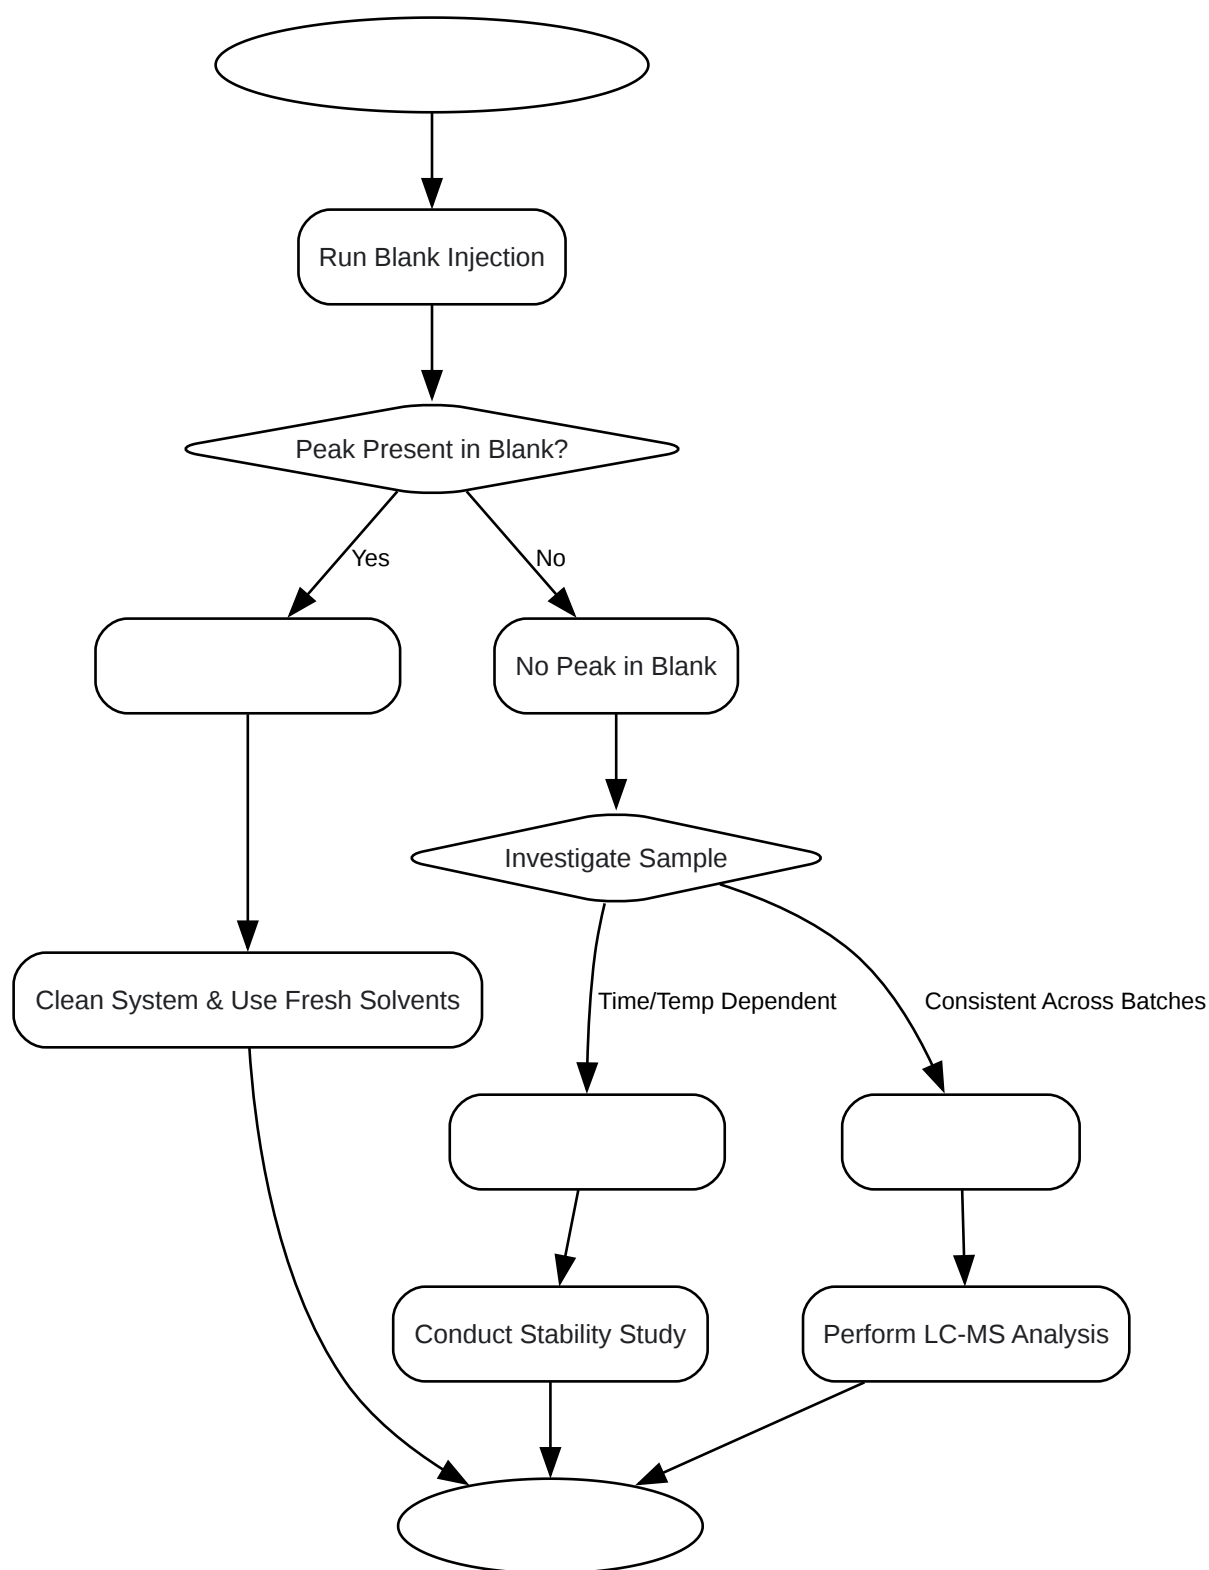 Run Blank Injection
Peak Present in Blank?
Yes
No
No Peak in Blank
Investigate Sample
Clean System & Use Fresh Solvents
Time/Temp Dependent
Consistent Across Batches
Conduct Stability Study
Perform LC-MS Analysis